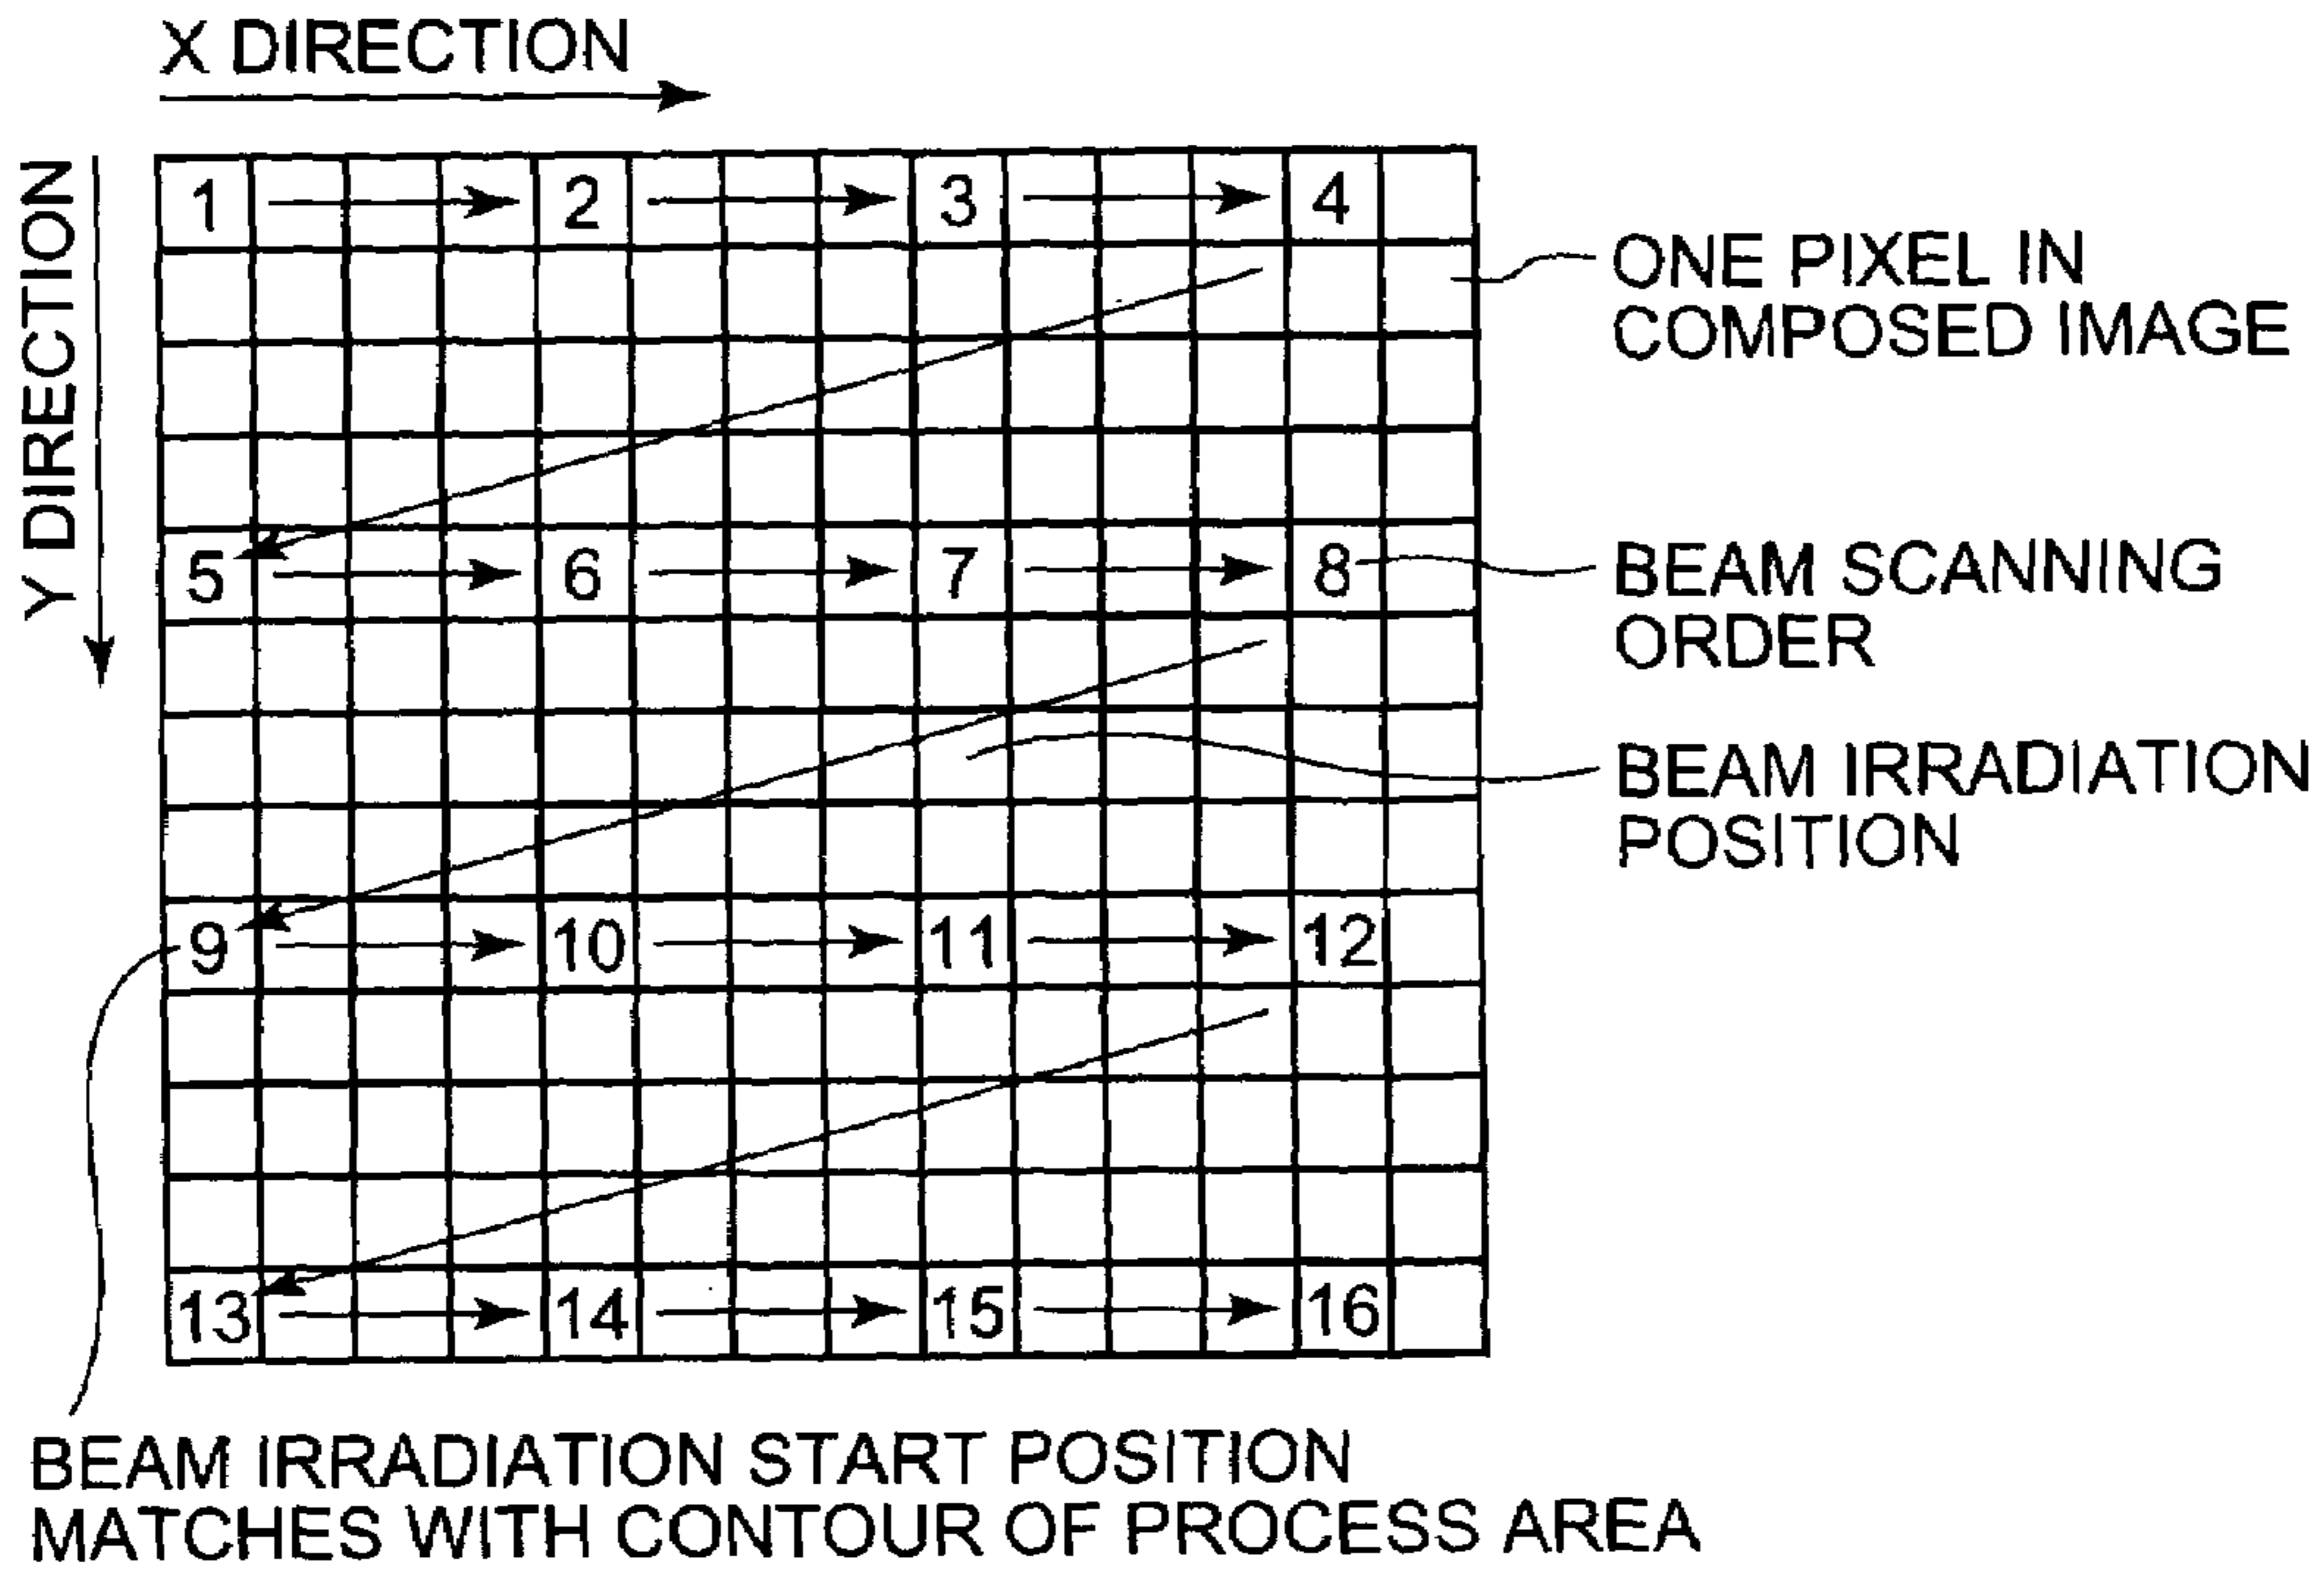 X DIRECTION
Y DIRECTION
1 2 3 4
ONE PIXEL IN
COMPOSED IMAGE
5 6 7 8
BEAM SCANNING
ORDER
BEAM IRRADIATION
POSITION
9 10 11 12
13 14 15 16
BEAM IRRADIATION START POSITION
MATCHES WITH CONTOUR OF PROCESS AREA